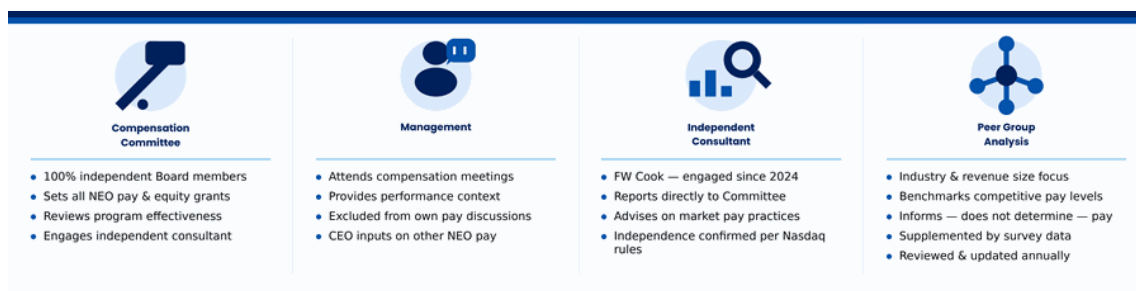 Compensation
Committee
• 100% independent Board members
• Sets all NEO pay & equity grants
• Reviews program effectiveness
• Engages independent consultant
Management
• Attends compensation meetings
• Provides performance context
• Excluded from own pay discussions
• CEO inputs on other NEO pay
Independent
Consultant
• FW Cook — engaged since 2024
• Reports directly to Committee
• Advises on market pay practices
• Independence confirmed per Nasdaq
rules
Peer Group
Analysis
• Industry & revenue size focus
• Benchmarks competitive pay levels
• Informs — does not determine — pay
• Supplemented by survey data
• Reviewed & updated annually